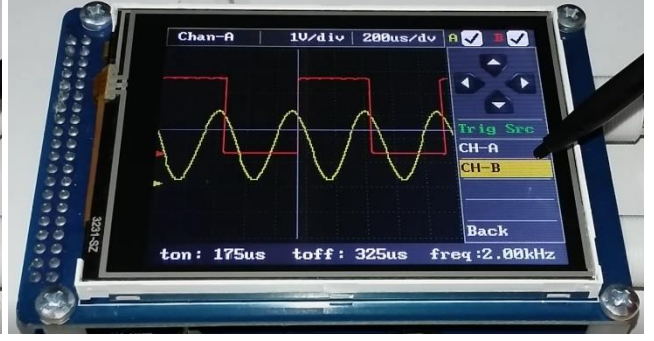 Chan-A 1V/div 200us/dv A B
Trig Src
CH-A
CH-B
Back
ton: 175us toff: 325us freq:2.00kHz
3231-SZ